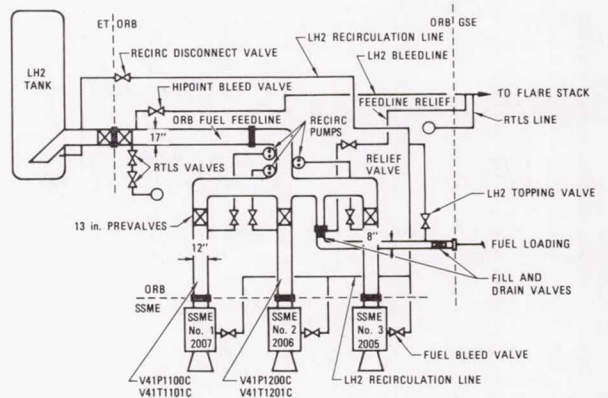 ET
ORB
ORB
GSE
LH2 RECIRCULATION LINE
RECIRC DISCONNECT VALVE
LH2 BLEEDLINE
LH2
TANK
HIPOINT BLEED VALVE
TO FLARE STACK
FEEDLINE RELIEF
ORB FUEL FEEDLINE
RECIRC
PUMPS
RTLS LINE
17"
RTLS VALVES
RELIEF
VALVE
LH2 TOPPING VALVE
13 in. PREVALVES
8"
FUEL LOADING
12"
FILL AND
DRAIN VALVES
ORB
SSME
SSME
No. 1
2007
SSME
No. 2
2006
SSME
No. 3
2005
FUEL BLEED VALVE
V41P1100C
V41T1101C
V41P1200C
V41T1201C
LH2 RECIRCULATION LINE